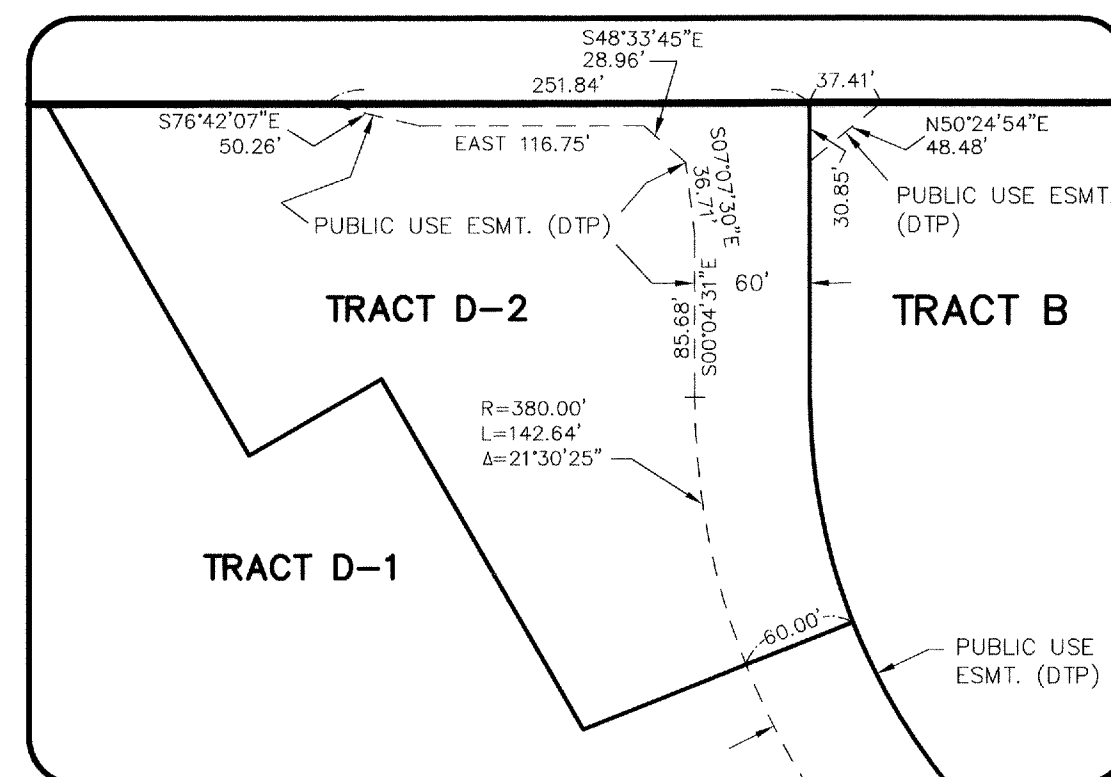 S48°33'45"E
28.96'
251.84'
37.41'
S76°42'07"E
50.26'
EAST 116.75'
S07°07'30"E
36.71'
N50°24'54"E
48.48'
30.85'
PUBLIC USE ESMT.
(DTP)
PUBLIC USE ESMT. (DTP)
S00°04'31"E
85.68'
60'
TRACT D-2
TRACT B
R=380.00'
L=142.64'
Δ=21°30'25"
TRACT D-1
60.00'
PUBLIC USE
ESMT. (DTP)